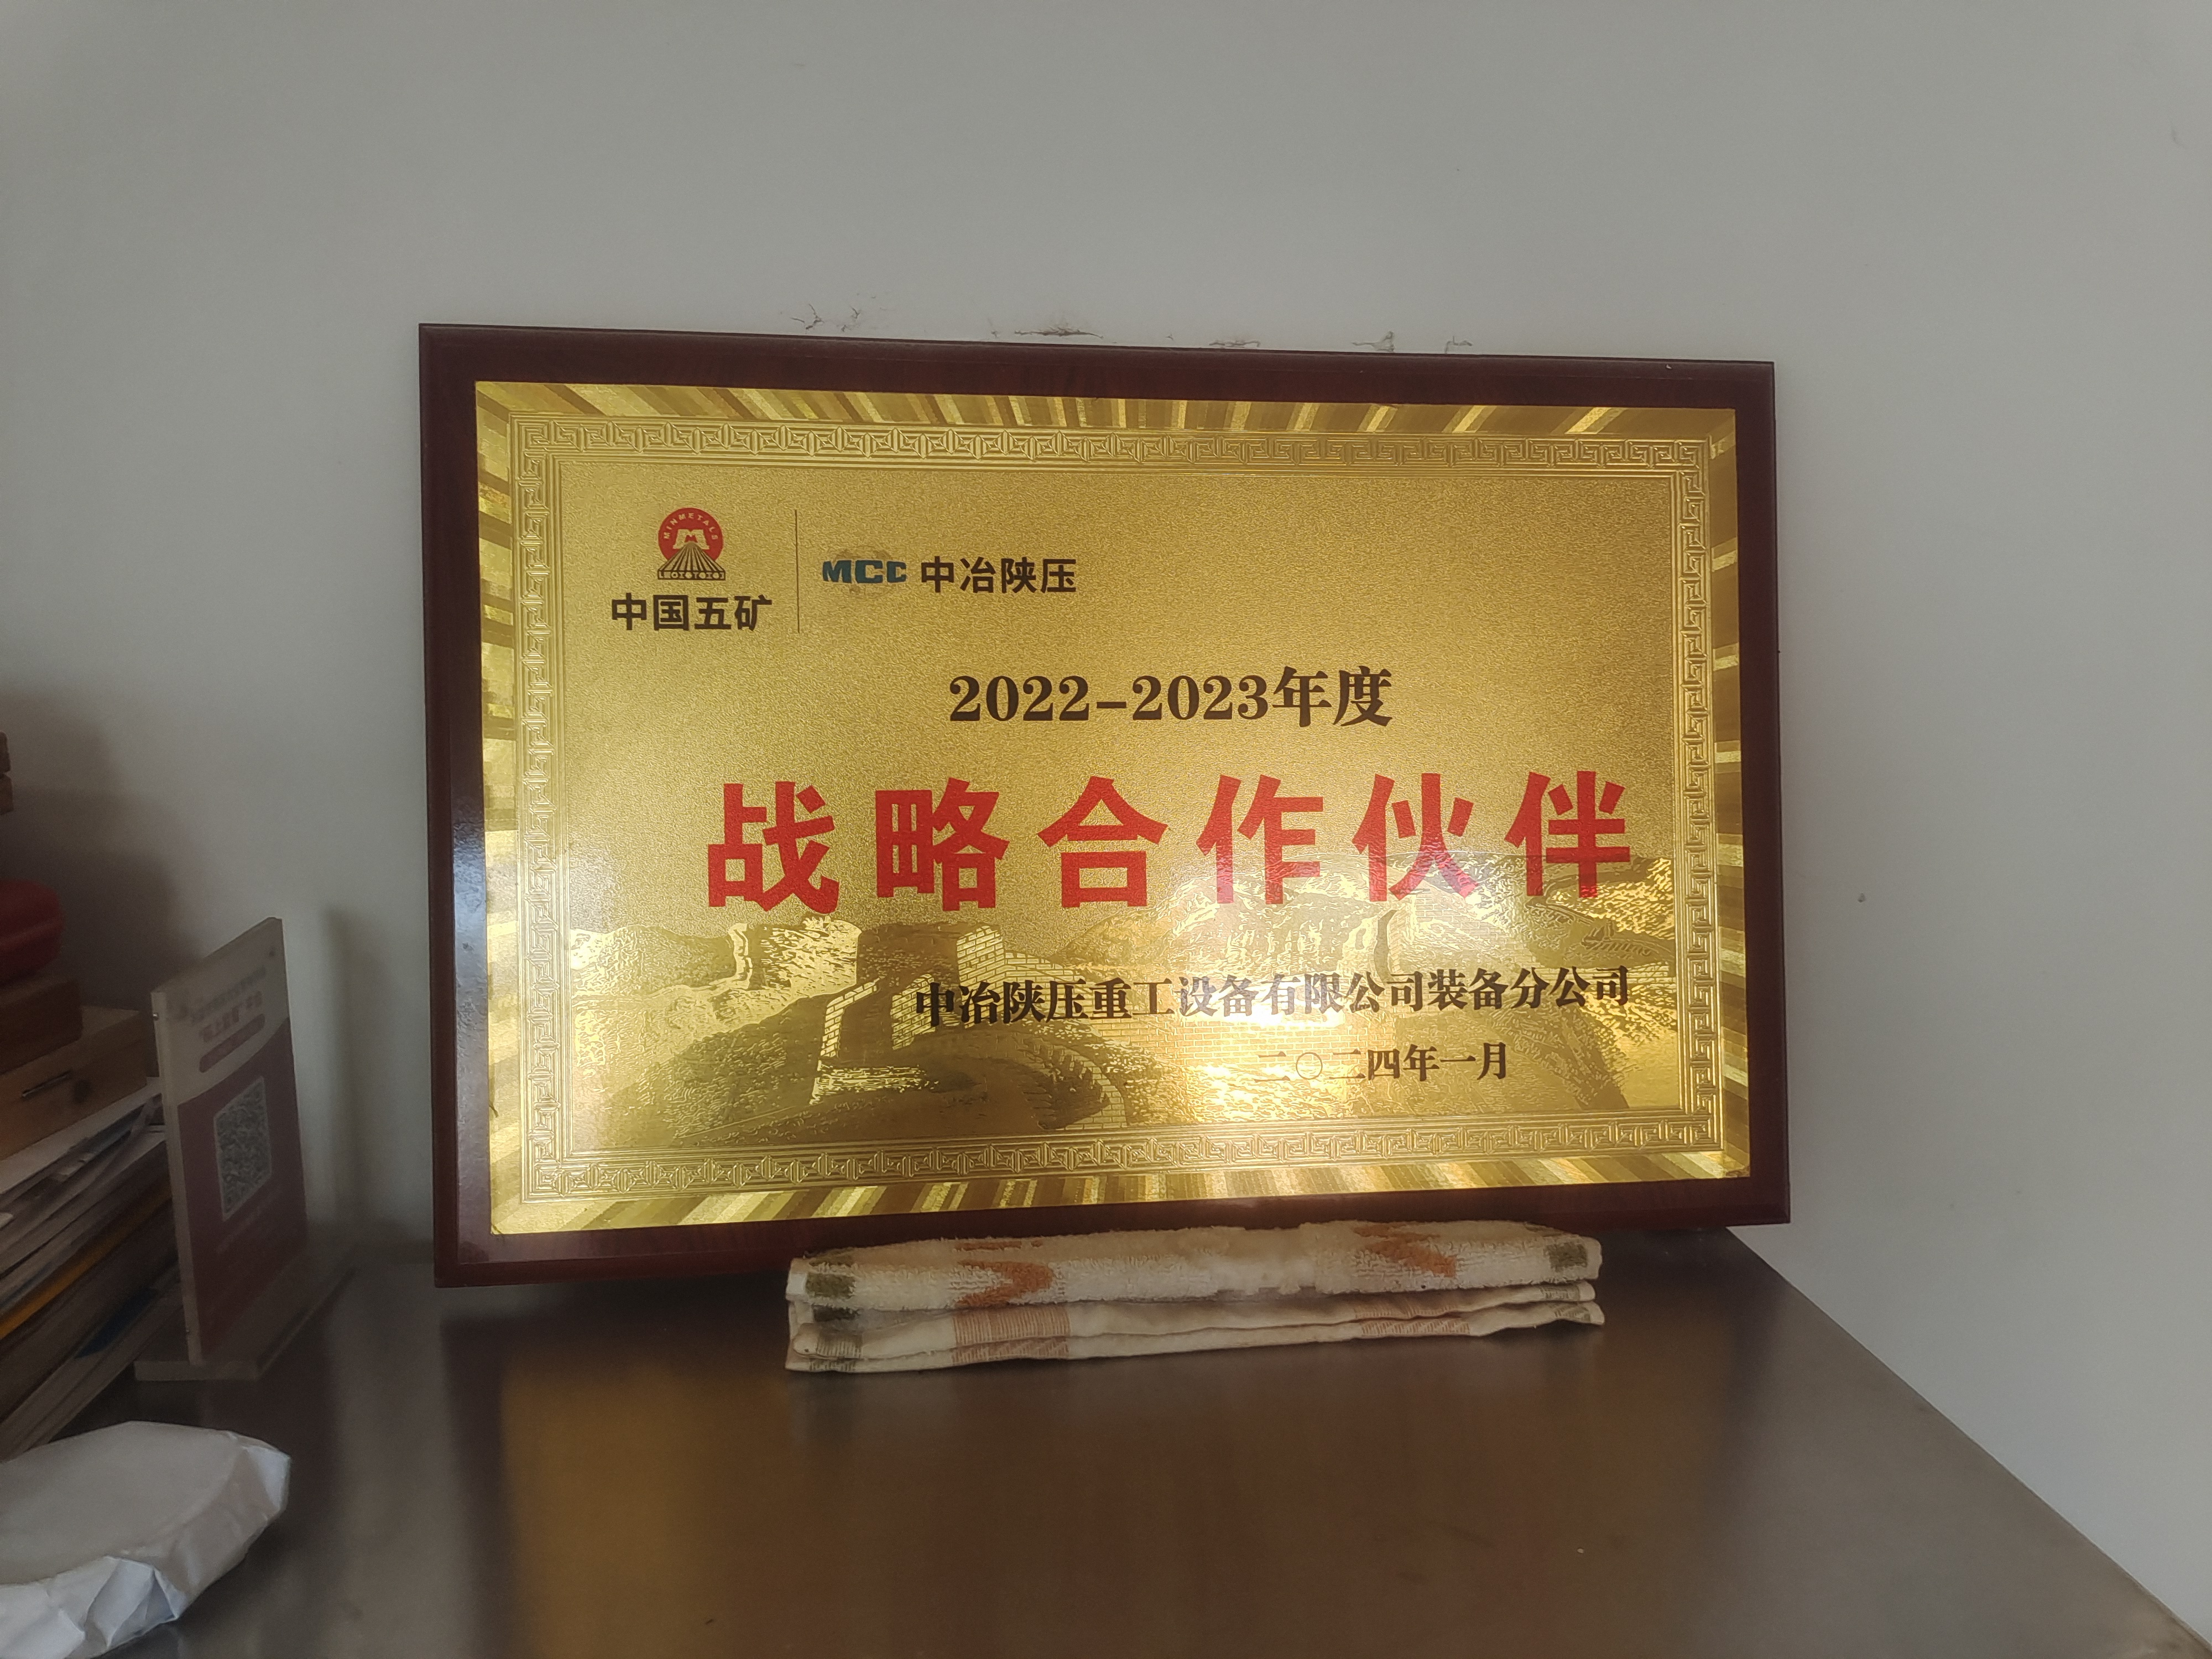 MINMETALS
中国五矿
MCC 中冶陕压
2022-2023年度
战略合作伙伴
中冶陕压重工设备有限公司装备分公司
二〇二四年一月